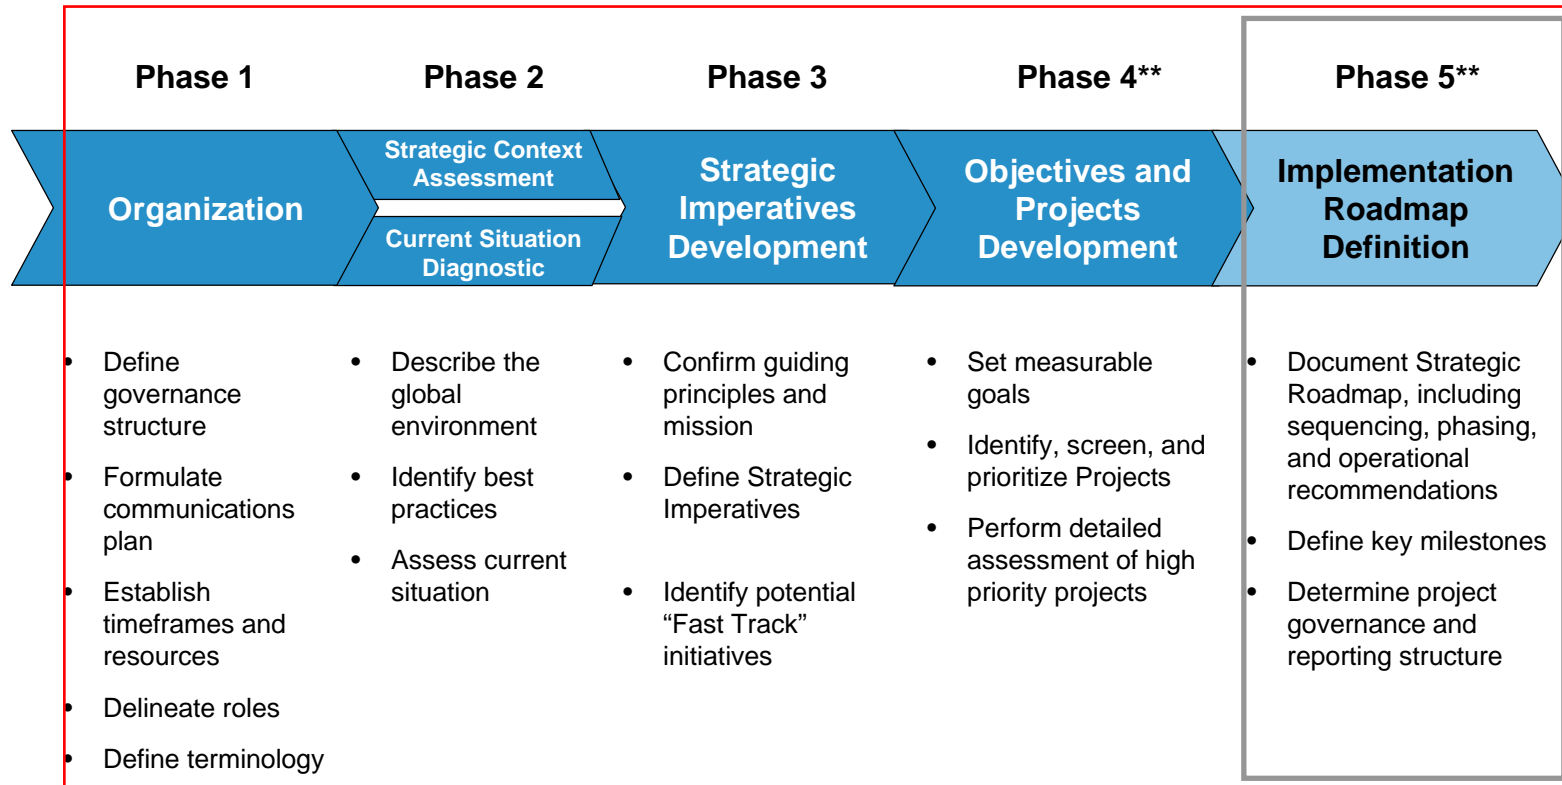 Phase 1
Phase 2
Phase 3
Phase 4**
Phase 5**
Organization
Strategic Context
Assessment
Current Situation
Diagnostic
Strategic
Imperatives
Development
Objectives and
Projects
Development
Implementation
Roadmap
Definition
• Define
governance
structure
• Formulate
communications
plan
• Establish
timeframes and
resources
• Delineate roles
• Define terminology
• Describe the
global
environment
• Identify best
practices
• Assess current
situation
• Confirm guiding
principles and
mission
• Define Strategic
Imperatives
• Identify potential
“Fast Track”
initiatives
• Set measurable
goals
• Identify, screen, and
prioritize Projects
• Perform detailed
assessment of high
priority projects
• Document Strategic
Roadmap, including
sequencing, phasing,
and operational
recommendations
• Define key milestones
• Determine project
governance and
reporting structure